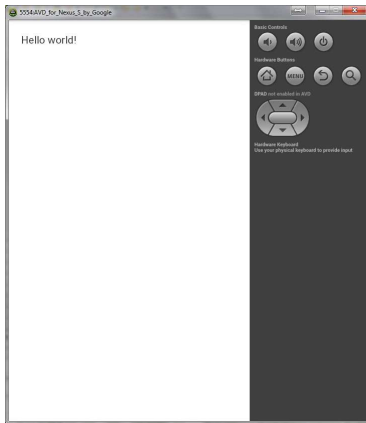 5554:AVD_for_Nexus_S_by_Google
Hello world!
Basic Controls
Hardware Buttons
MENU
DPAD not enabled in AVD
Hardware Keyboard
Use your physical keyboard to provide input